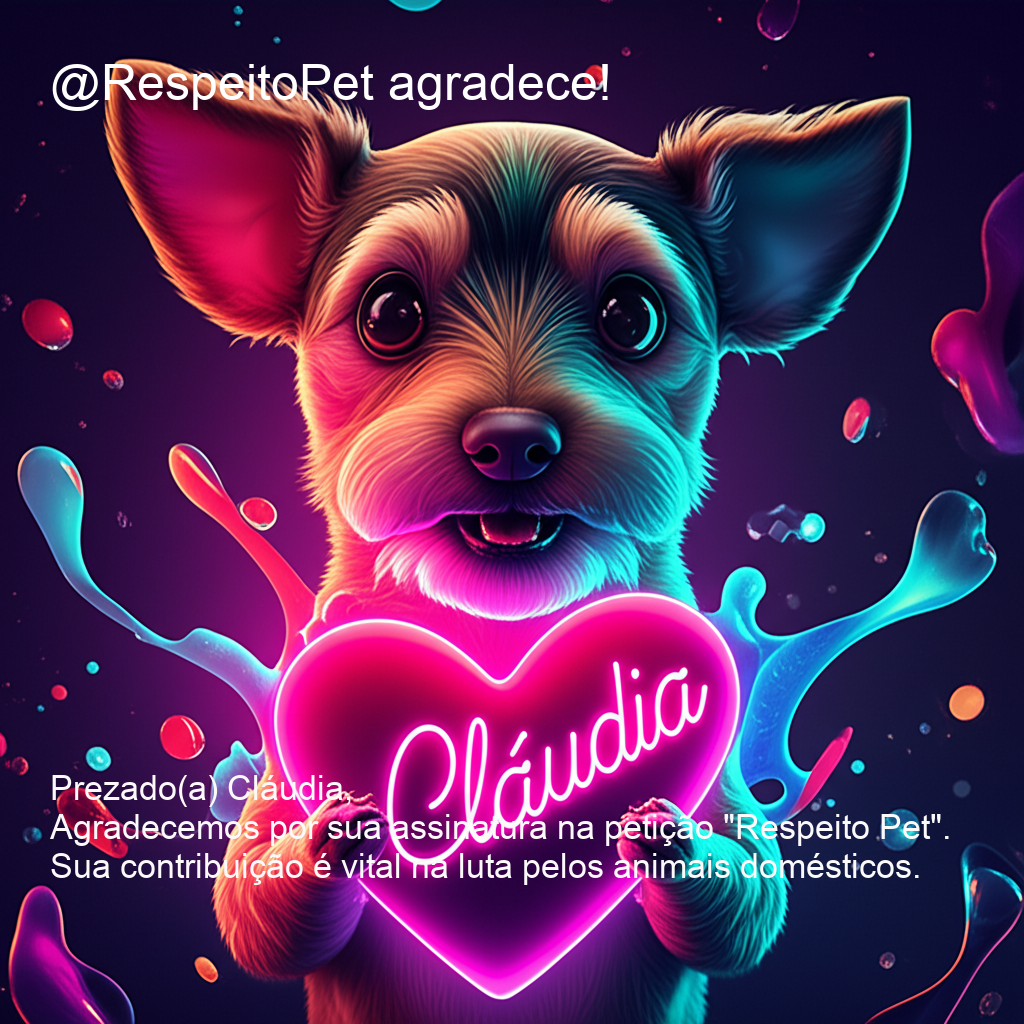 @RespeitoPet agradece!
Cláudia
Prezado(a) Cláudia,
Agradecemos por sua assinatura na petição "Respeito Pet".
Sua contribuição é vital na luta pelos animais domésticos.